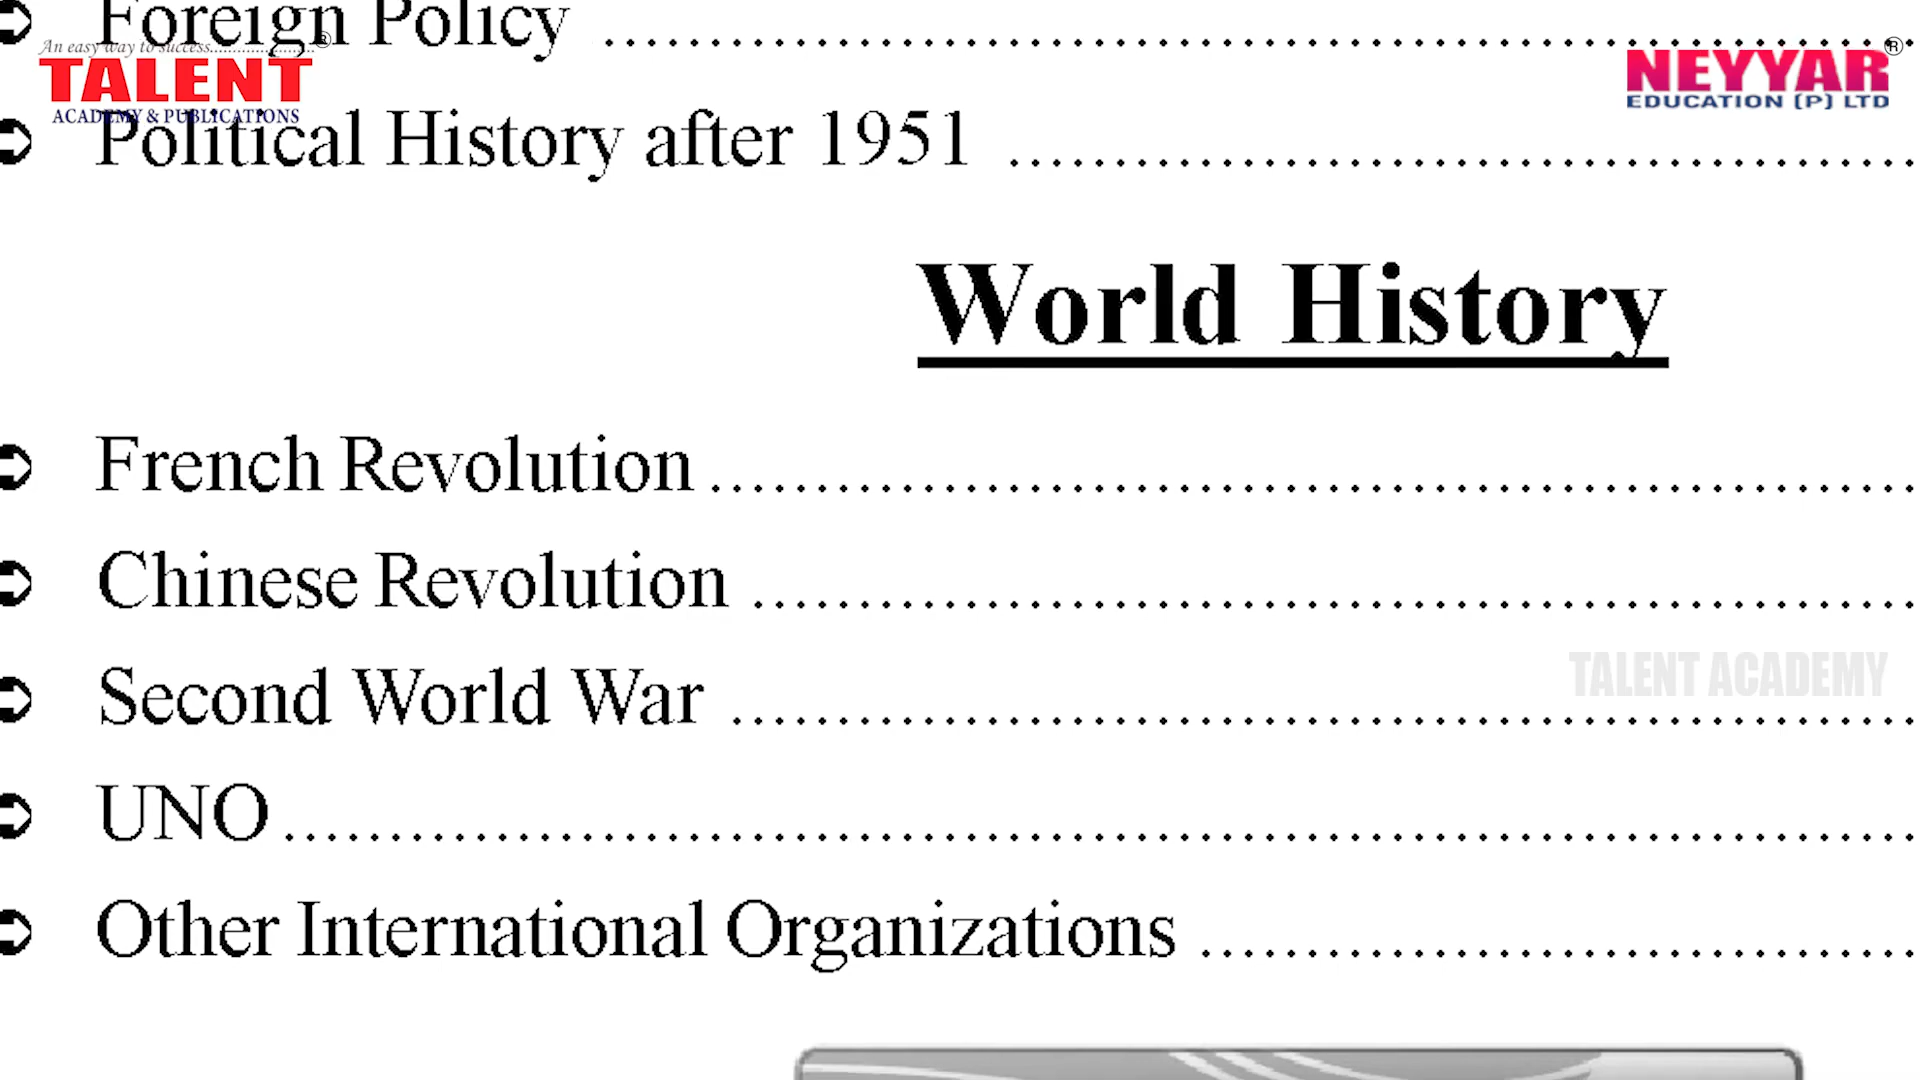 Foreign Policy ..........................................
An easy way to success........................®
TALENT
ACADEMY & PUBLICATIONS
NEYYAR®
EDUCATION (P) LTD
Political History after 1951 ................................
World History
French Revolution ..........................................
Chinese Revolution ........................................
TALENT ACADEMY
Second World War ........................................
UNO ......................................................
Other International Organizations ..........................